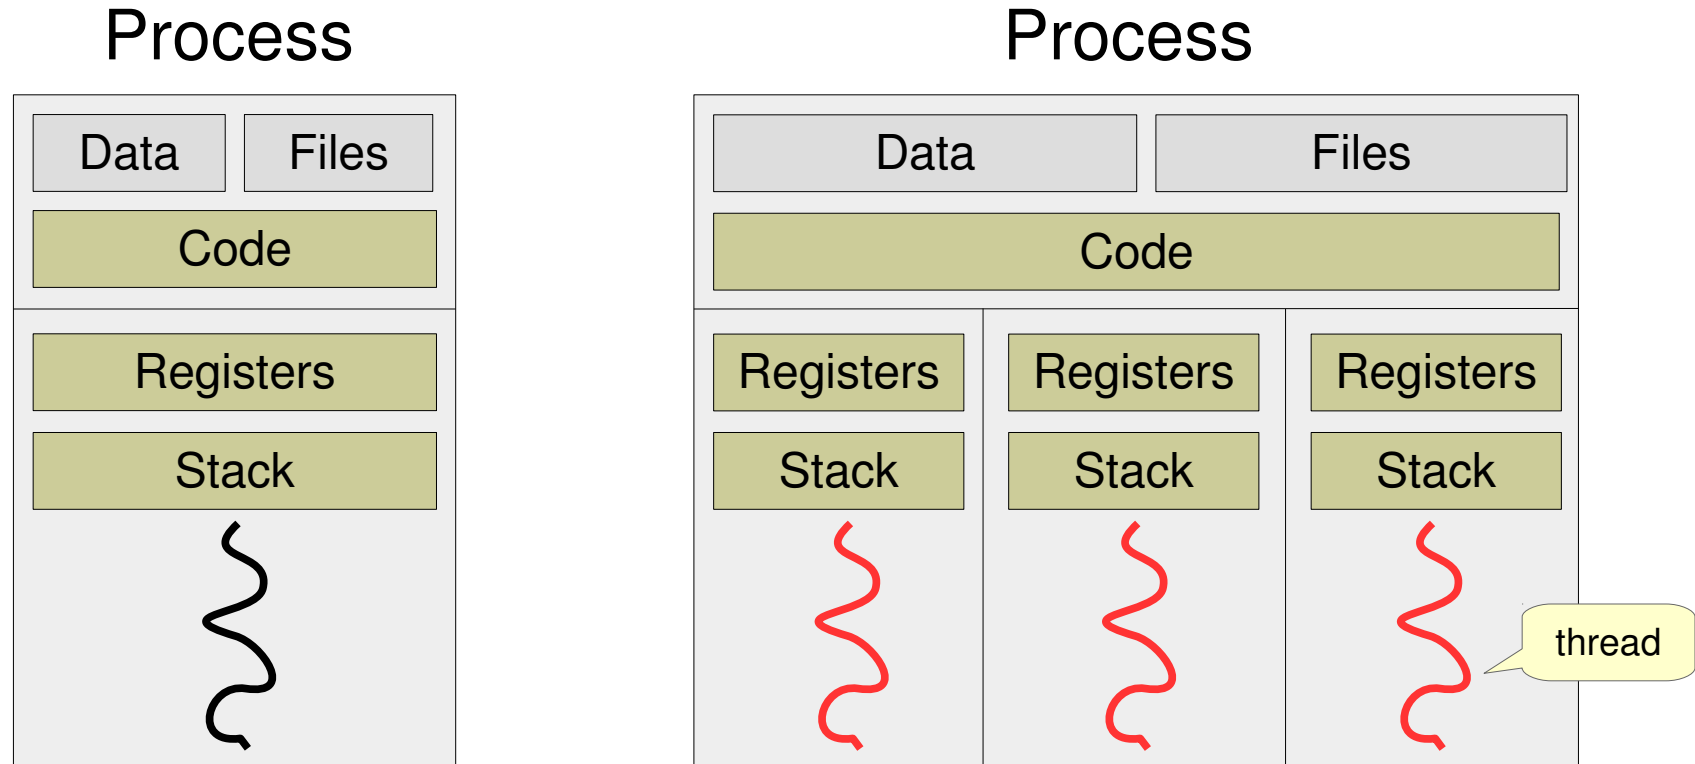 Process
Data Files
Code
Registers
Stack
Process
Data Files
Code
Registers Registers Registers
Stack Stack Stack
thread